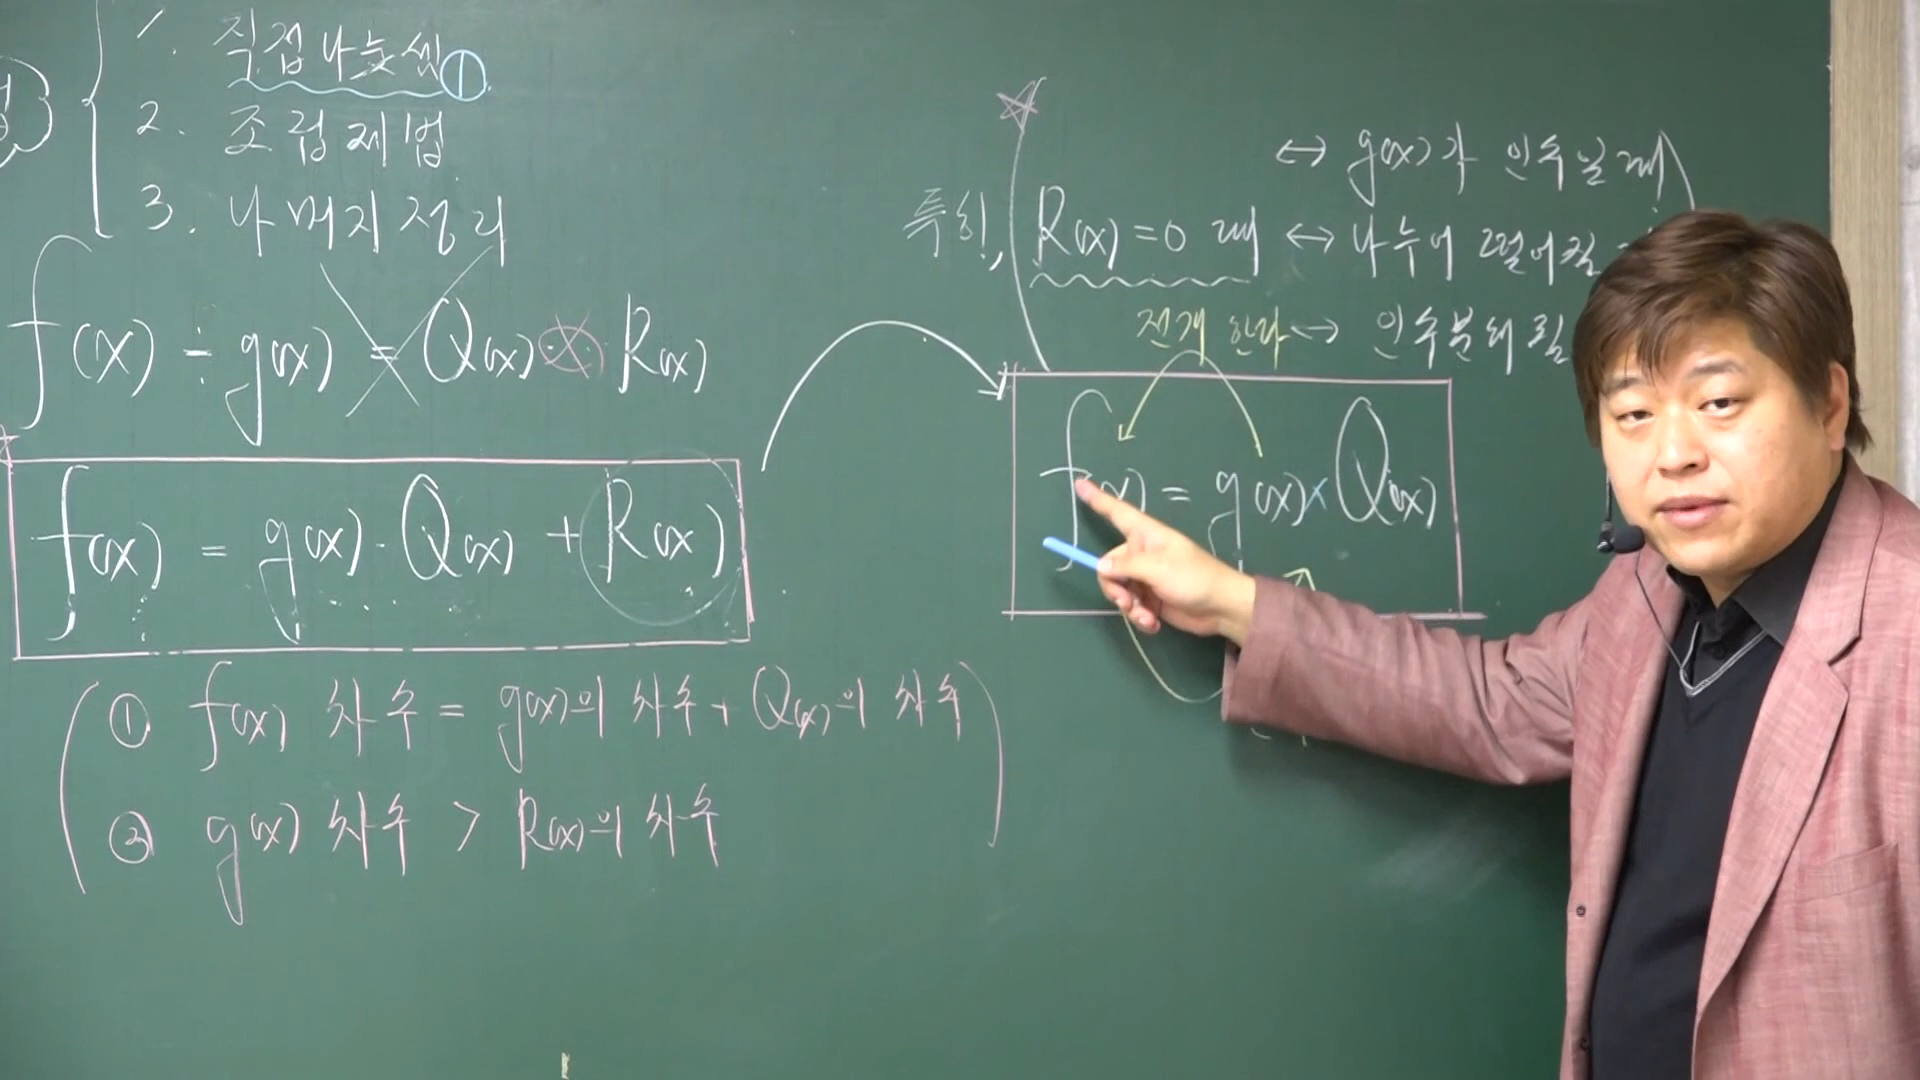 1. 직접나눗셈 ①
2. 조립제법
3. 나머지정리
f(x) ÷ g(x) = Q(x) ... R(x)
f(x) = g(x) · Q(x) + R(x)
① f(x) 차수 = g(x)의 차수 + Q(x)의 차수
② g(x) 차수 > R(x)의 차수
↔ g(x)가 인수일 때
특히, R(x) = 0 때 ↔ 나누어 떨어질
전개 한다 ↔ 인수분해 될
f(x) = g(x) × Q(x)